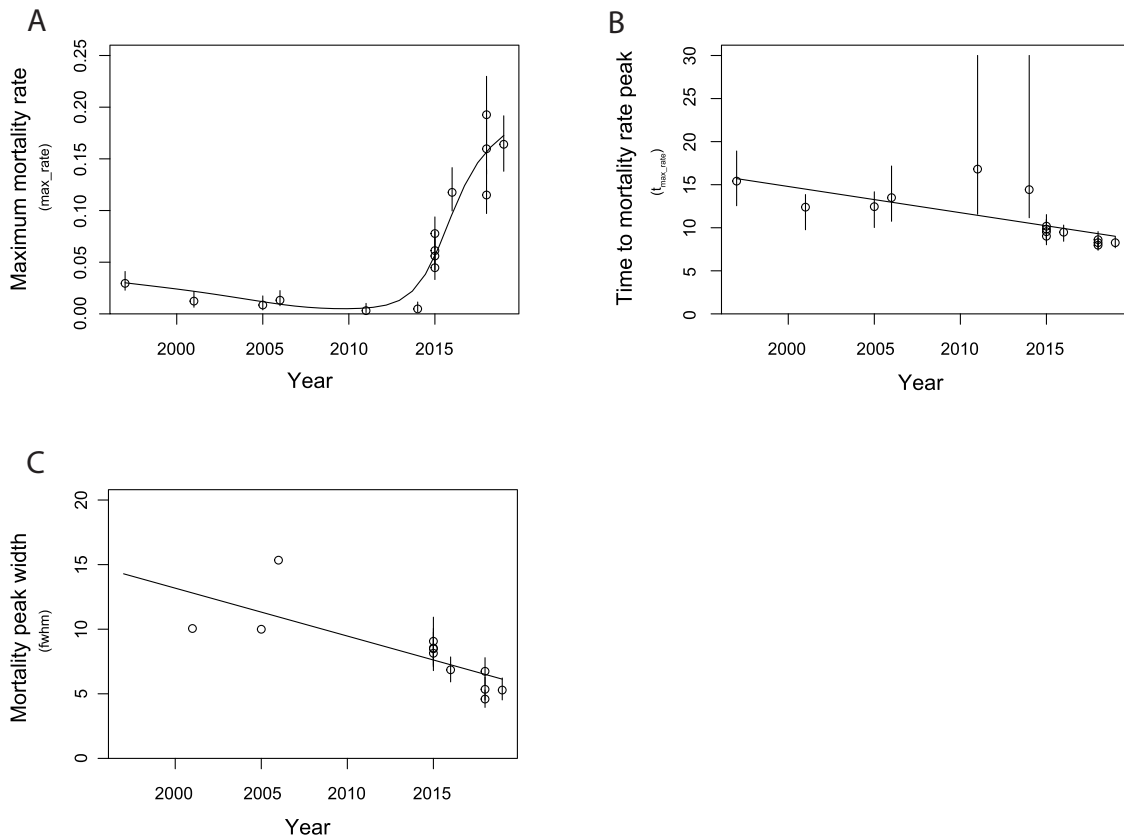 A
Maximum mortality rate
(max_rate)
0.25
0.20
0.15
0.10
0.05
0.00
2000 2005 2010 2015
Year
B
Time to mortality rate peak
(tmax_rate)
30
25
20
15
10
5
0
2000 2005 2010 2015
Year
C
Mortality peak width
(fwhm)
20
15
10
5
0
2000 2005 2010 2015
Year